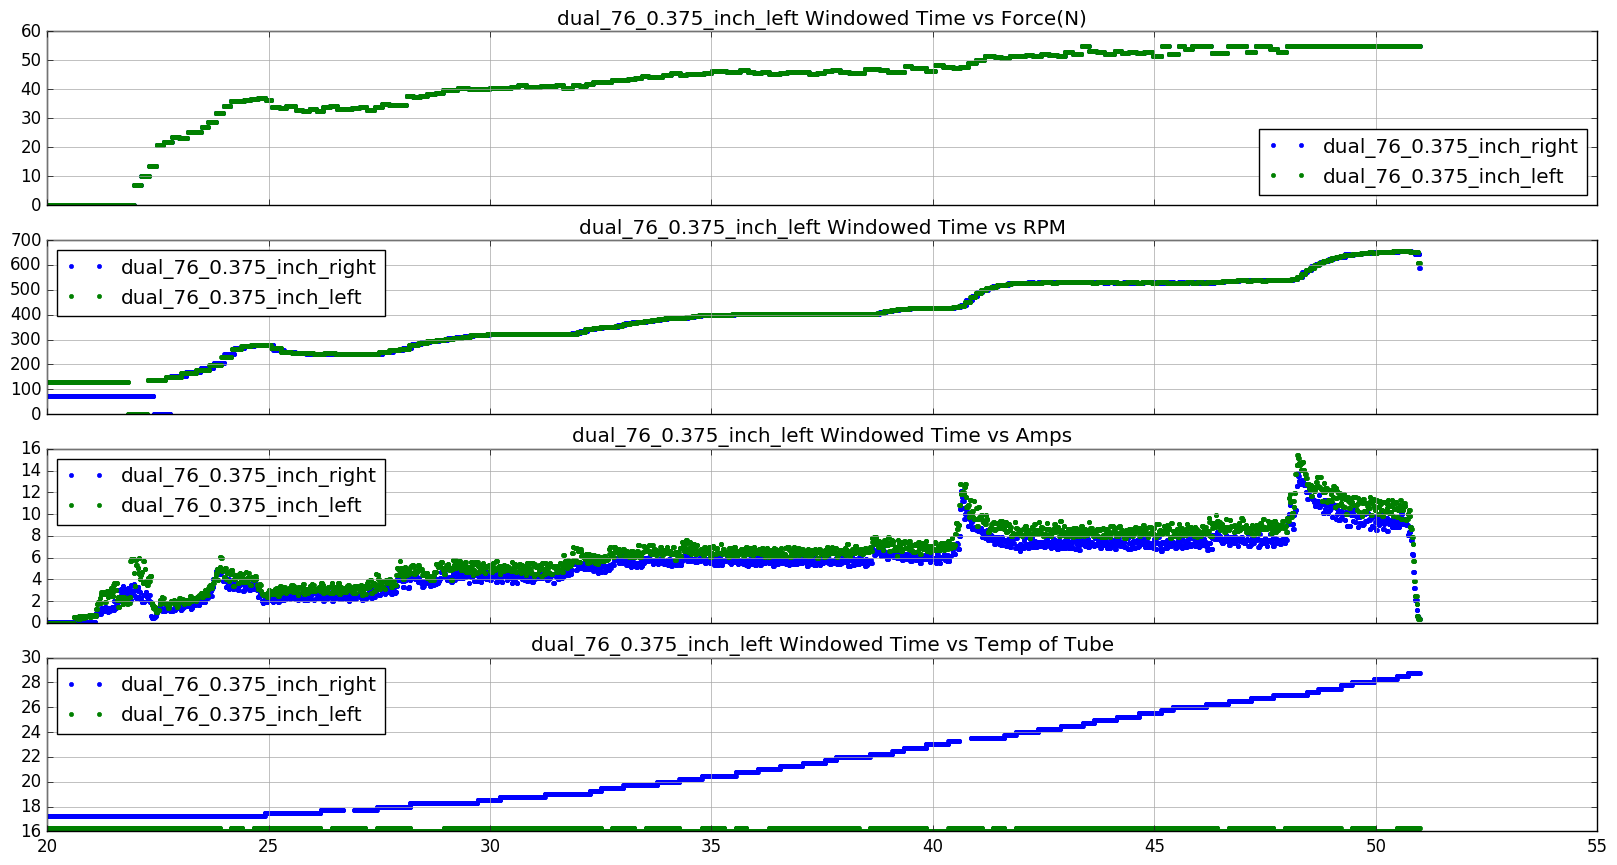 dual_76_0.375_inch_left Windowed Time vs Force(N)
60
50
40
30
20
10
0
dual_76_0.375_inch_right
dual_76_0.375_inch_left
dual_76_0.375_inch_left Windowed Time vs RPM
700
600
500
400
300
200
100
0
dual_76_0.375_inch_right
dual_76_0.375_inch_left
dual_76_0.375_inch_left Windowed Time vs Amps
16
14
12
10
8
6
4
2
0
dual_76_0.375_inch_right
dual_76_0.375_inch_left
dual_76_0.375_inch_left Windowed Time vs Temp of Tube
30
28
26
24
22
20
18
16
dual_76_0.375_inch_right
dual_76_0.375_inch_left
20 25 30 35 40 45 50 55